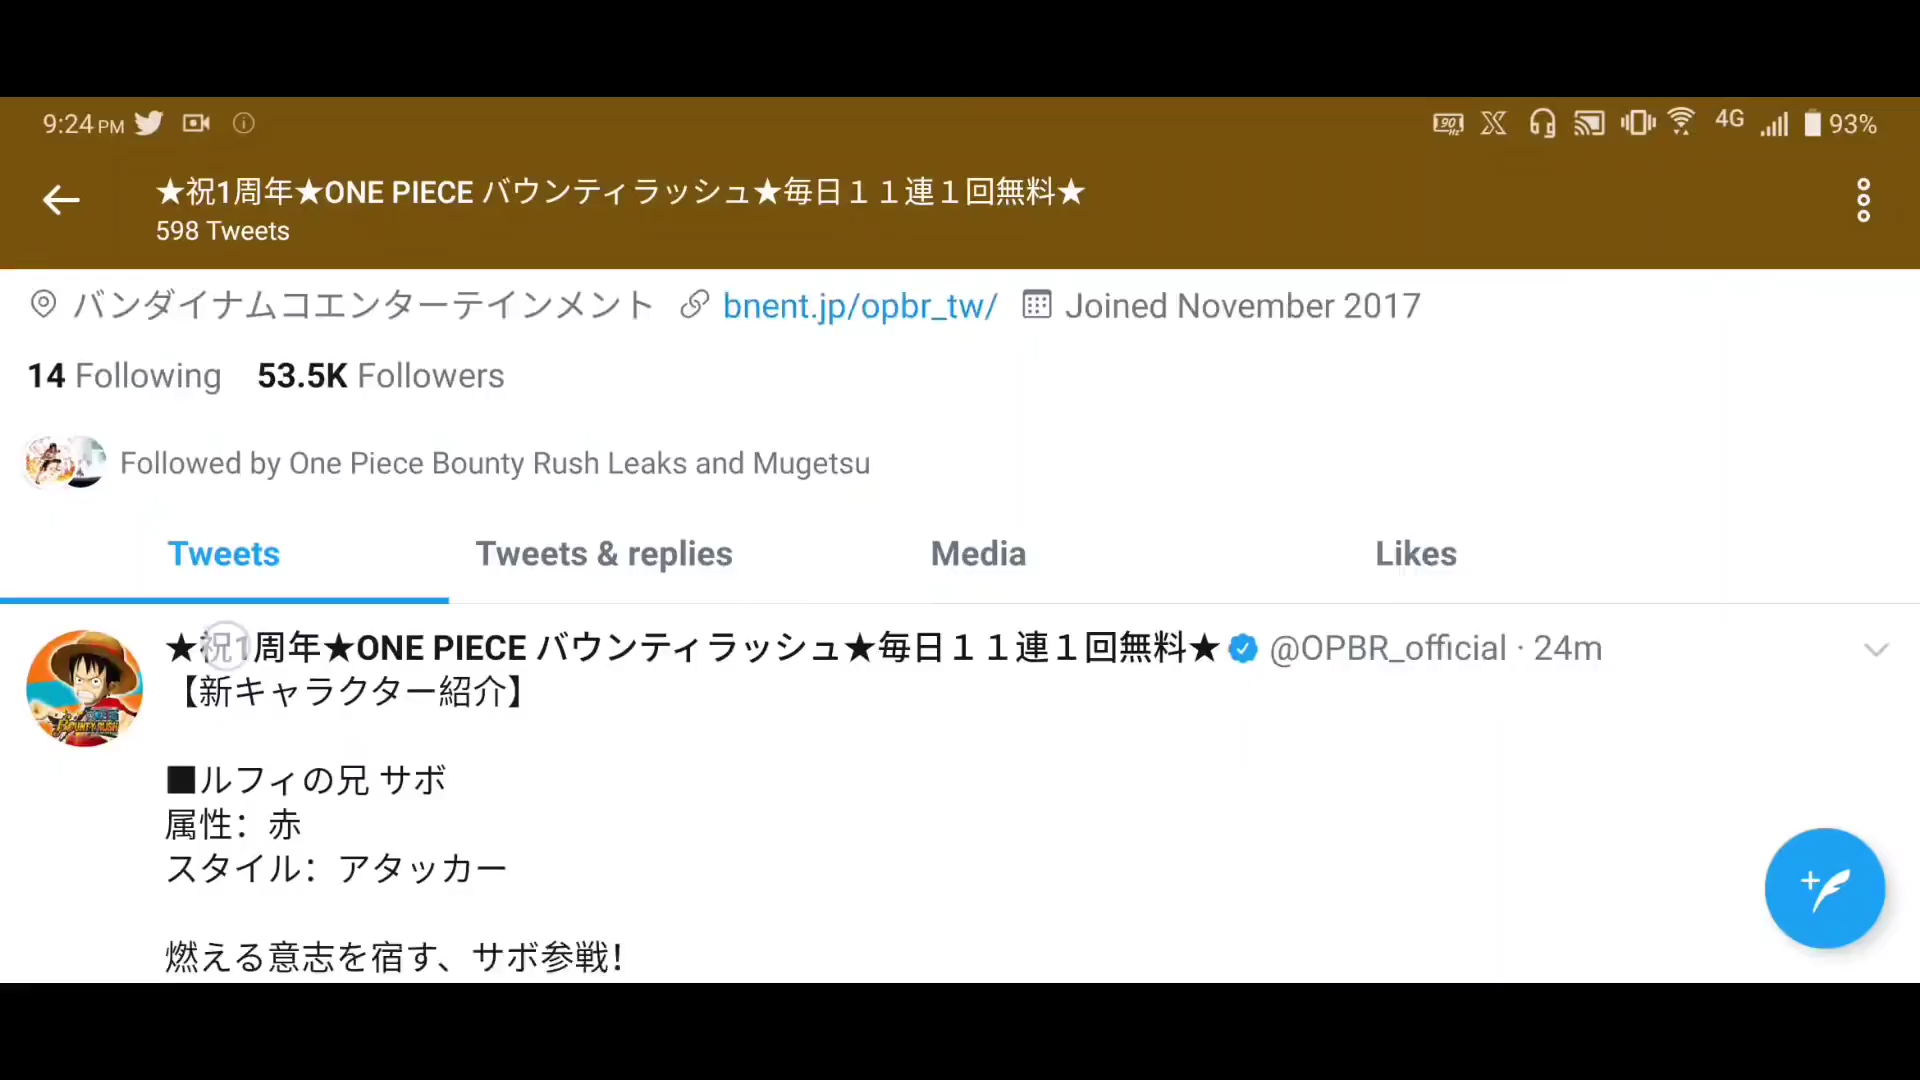 9:24 PM 4G 93%
★祝1周年★ONE PIECE バウンティラッシュ★毎日１１連１回無料★
598 Tweets
バンダイナムコエンターテインメント bnent.jp/opbr_tw/ Joined November 2017
14 Following 53.5K Followers
Followed by One Piece Bounty Rush Leaks and Mugetsu
Tweets Tweets & replies Media Likes
★祝1周年★ONE PIECE バウンティラッシュ★毎日１１連１回無料★ @OPBR_official · 24m
【新キャラクター紹介】
■ルフィの兄 サボ
属性：赤
スタイル：アタッカー
燃える意志を宿す、サボ参戦！